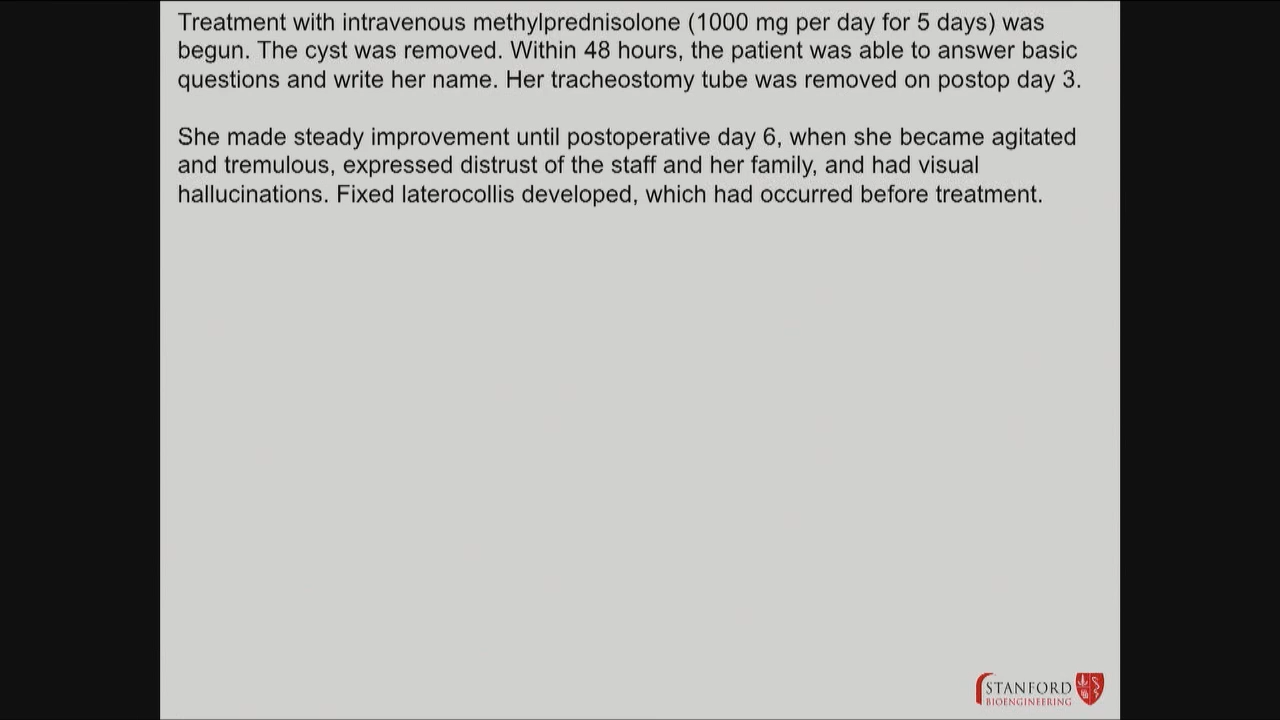 Treatment with intravenous methylprednisolone (1000 mg per day for 5 days) was
begun. The cyst was removed. Within 48 hours, the patient was able to answer basic
questions and write her name. Her tracheostomy tube was removed on postop day 3.
She made steady improvement until postoperative day 6, when she became agitated
and tremulous, expressed distrust of the staff and her family, and had visual
hallucinations. Fixed laterocollis developed, which had occurred before treatment.
STANFORD
BIOENGINEERING